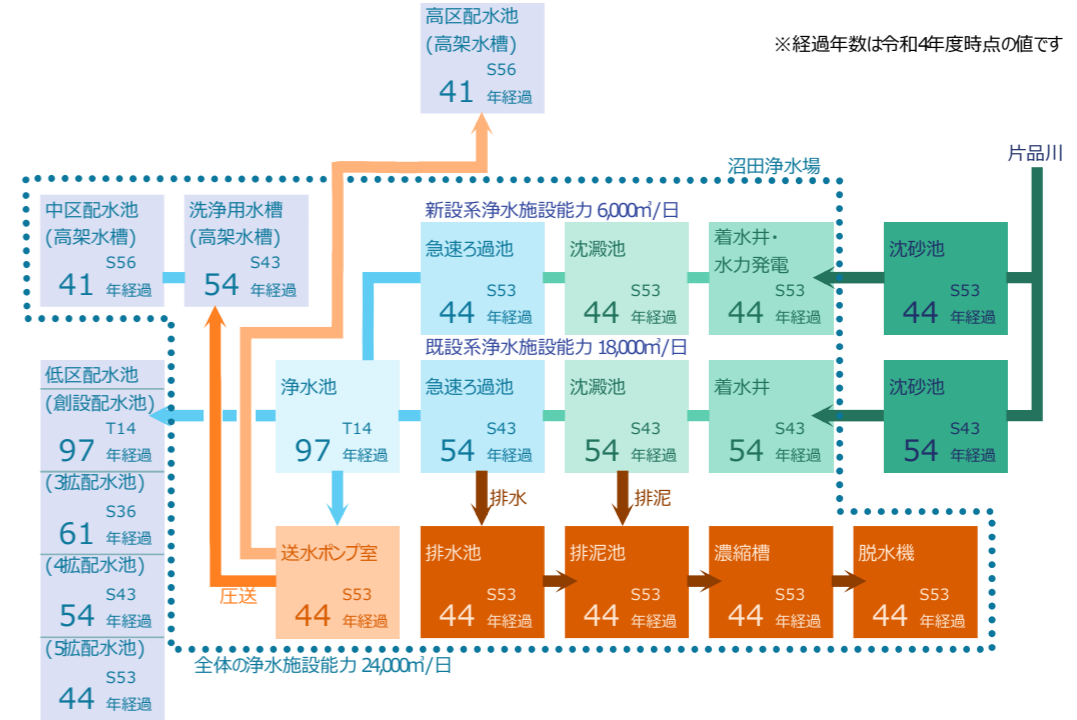 高区配水池
(高架水槽)
S56
41 年経過
※経過年数は令和4年度時点の値です
片品川
沼田浄水場
中区配水池
(高架水槽)
S56
41 年経過
洗浄用水槽
(高架水槽)
S43
54 年経過
新設系浄水施設能力 6,000㎥/日
急速ろ過池
S53
44 年経過
沈澱池
S53
44 年経過
着水井・
水力発電
S53
44 年経過
沈砂池
S53
44 年経過
既設系浄水施設能力 18,000㎥/日
低区配水池
(創設配水池)
T14
97 年経過
(3拡配水池)
S36
61 年経過
(4拡配水池)
S43
54 年経過
(5拡配水池)
S53
44 年経過
浄水池
T14
97 年経過
急速ろ過池
S43
54 年経過
沈澱池
S43
54 年経過
着水井
S43
54 年経過
沈砂池
S43
54 年経過
排水
排泥
送水ポンプ室
S53
44 年経過
圧送
排水池
S53
44 年経過
排泥池
S53
44 年経過
濃縮槽
S53
44 年経過
脱水機
S53
44 年経過
全体の浄水施設能力 24,000㎥/日